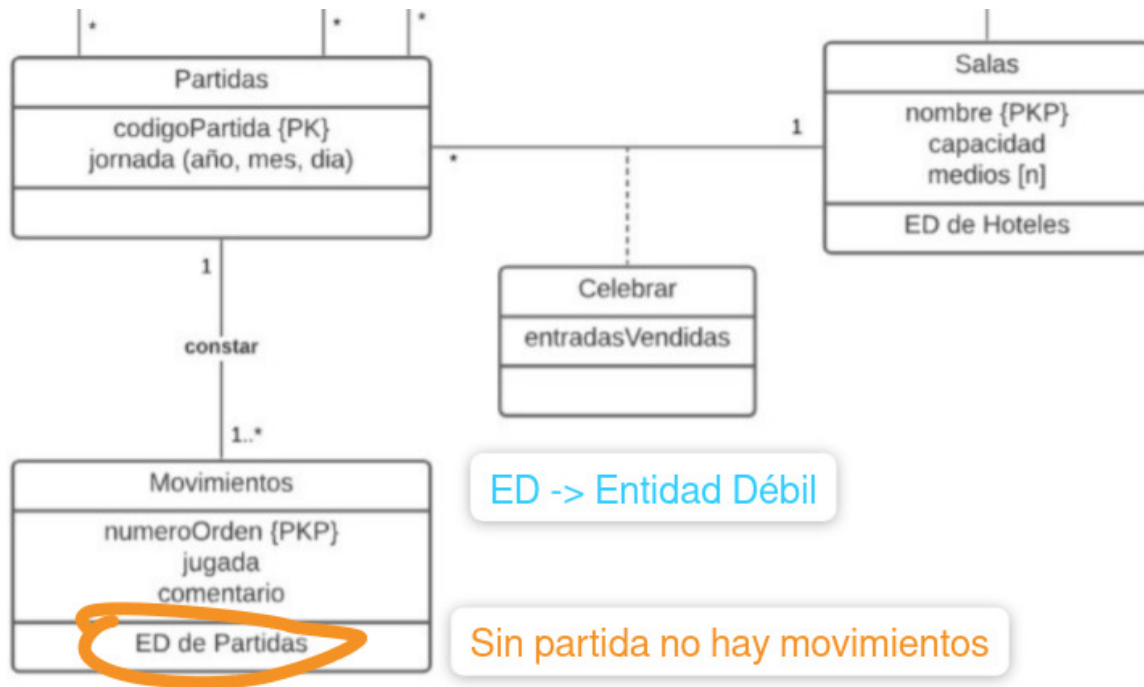 *
*
*
Partidas
codigoPartida {PK}
jornada (año, mes, dia)
Salas
nombre {PKP}
capacidad
medios [n]
ED de Hoteles
*
1
Celebrar
entradasVendidas
1
constar
1..*
Movimientos
numeroOrden {PKP}
jugada
comentario
ED de Partidas
ED -> Entidad Débil
Sin partida no hay movimientos